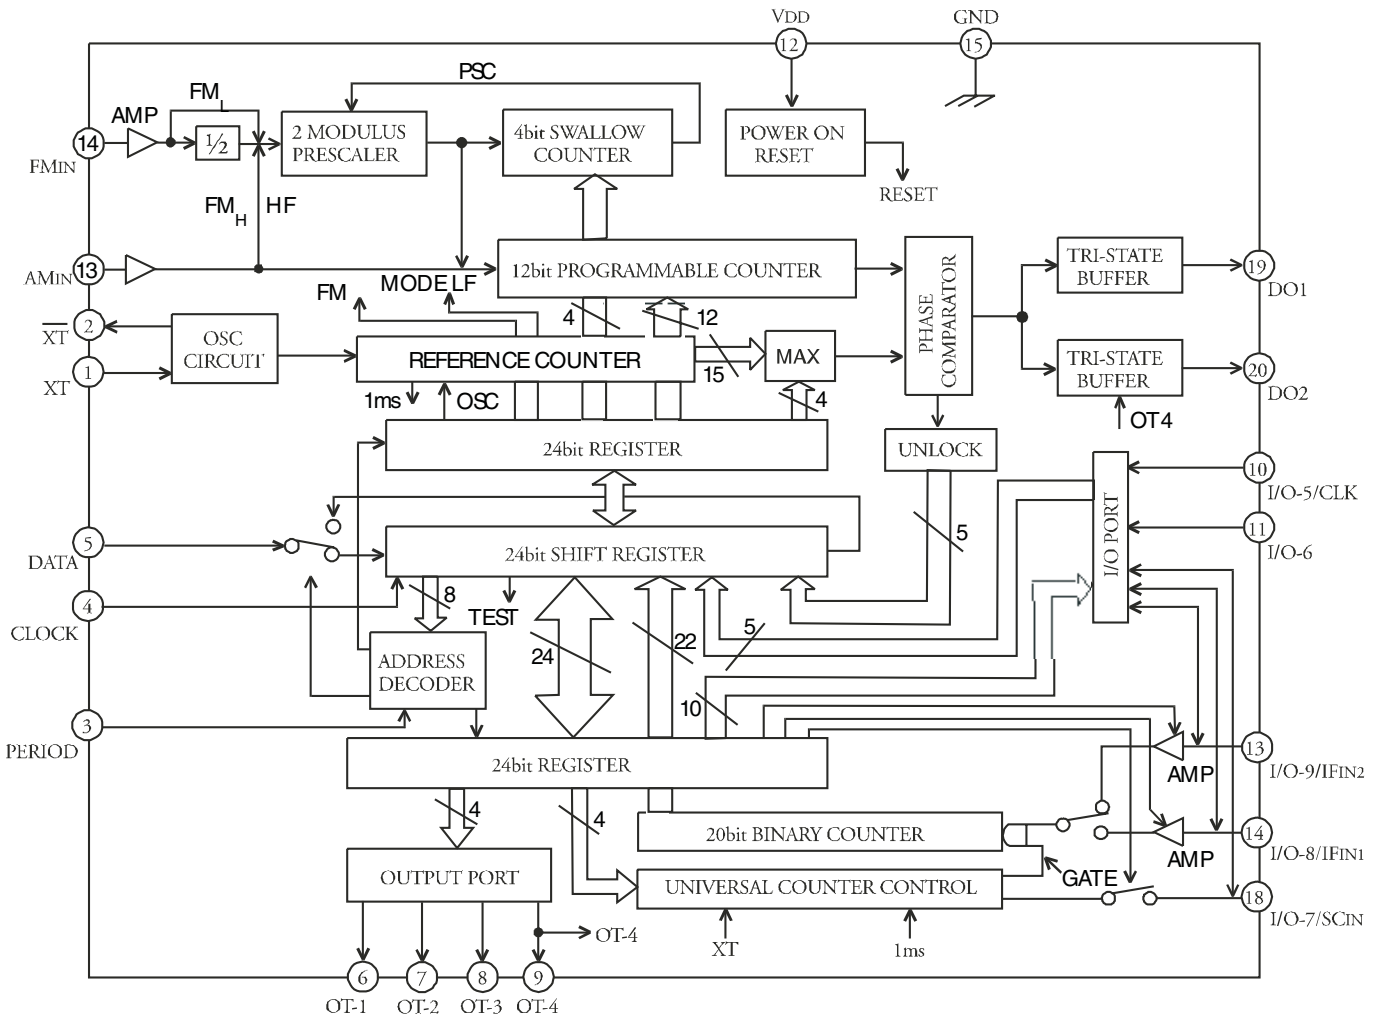 VDD
GND
12
15
PSC
FML
AMP
14
FMIN
½
2 MODULUS
PRESCALER
4bit SWALLOW
COUNTER
POWER ON
RESET
RESET
FMH
HF
13
AMIN
12bit PROGRAMMABLE COUNTER
PHASE
COMPARATOR
TRI-STATE
BUFFER
19
DO1
FM
MODE LF
4
12
2
XT
OSC
CIRCUIT
REFERENCE COUNTER
15
MAX
TRI-STATE
BUFFER
20
DO2
1
XT
1ms
OSC
4
OT4
24bit REGISTER
UNLOCK
I/O PORT
10
I/O-5/CLK
5
DATA
24bit SHIFT REGISTER
5
11
I/O-6
4
CLOCK
8
TEST
24
22
5
ADDRESS
DECODER
10
3
PERIOD
24bit REGISTER
AMP
13
I/O-9/IFIN2
4
4
20bit BINARY COUNTER
AMP
14
I/O-8/IFIN1
OUTPUT PORT
UNIVERSAL COUNTER CONTROL
GATE
18
I/O-7/SCIN
OT-4
XT
1ms
6
7
8
9
OT-1
OT-2
OT-3
OT-4